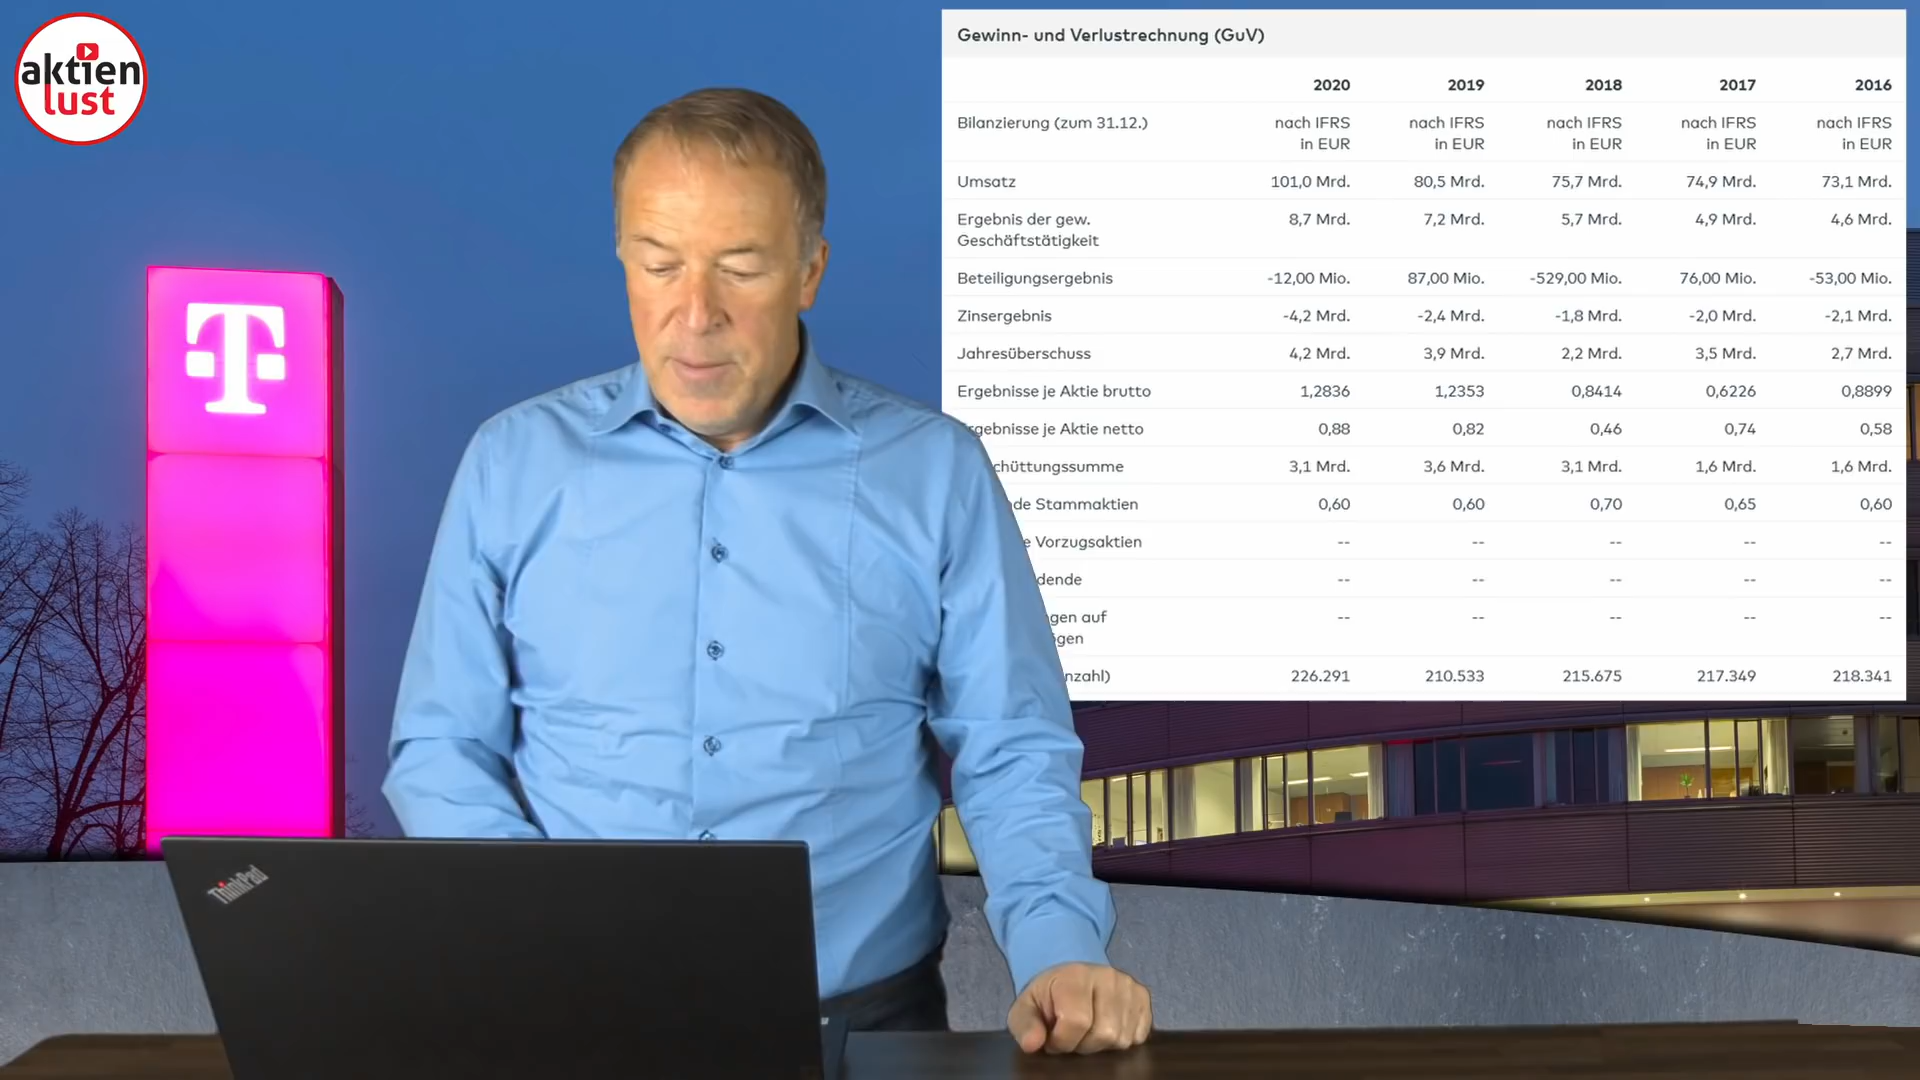 aktien
lust
T
ThinkPad
Gewinn- und Verlustrechnung (GuV)
2020 2019 2018 2017 2016
Bilanzierung (zum 31.12.) nach IFRS nach IFRS nach IFRS nach IFRS nach IFRS
in EUR in EUR in EUR in EUR in EUR
Umsatz 101,0 Mrd. 80,5 Mrd. 75,7 Mrd. 74,9 Mrd. 73,1 Mrd.
Ergebnis der gew. 8,7 Mrd. 7,2 Mrd. 5,7 Mrd. 4,9 Mrd. 4,6 Mrd.
Geschäftstätigkeit
Beteiligungsergebnis -12,00 Mio. 87,00 Mio. -529,00 Mio. 76,00 Mio. -53,00 Mio.
Zinsergebnis -4,2 Mrd. -2,4 Mrd. -1,8 Mrd. -2,0 Mrd. -2,1 Mrd.
Jahresüberschuss 4,2 Mrd. 3,9 Mrd. 2,2 Mrd. 3,5 Mrd. 2,7 Mrd.
Ergebnisse je Aktie brutto 1,2836 1,2353 0,8414 0,6226 0,8899
rgebnisse je Aktie netto 0,88 0,82 0,46 0,74 0,58
chüttungssumme 3,1 Mrd. 3,6 Mrd. 3,1 Mrd. 1,6 Mrd. 1,6 Mrd.
de Stammaktien 0,60 0,60 0,70 0,65 0,60
e Vorzugsaktien -- -- -- -- --
dende -- -- -- -- --
gen auf -- -- -- -- --
gen
nzahl) 226.291 210.533 215.675 217.349 218.341